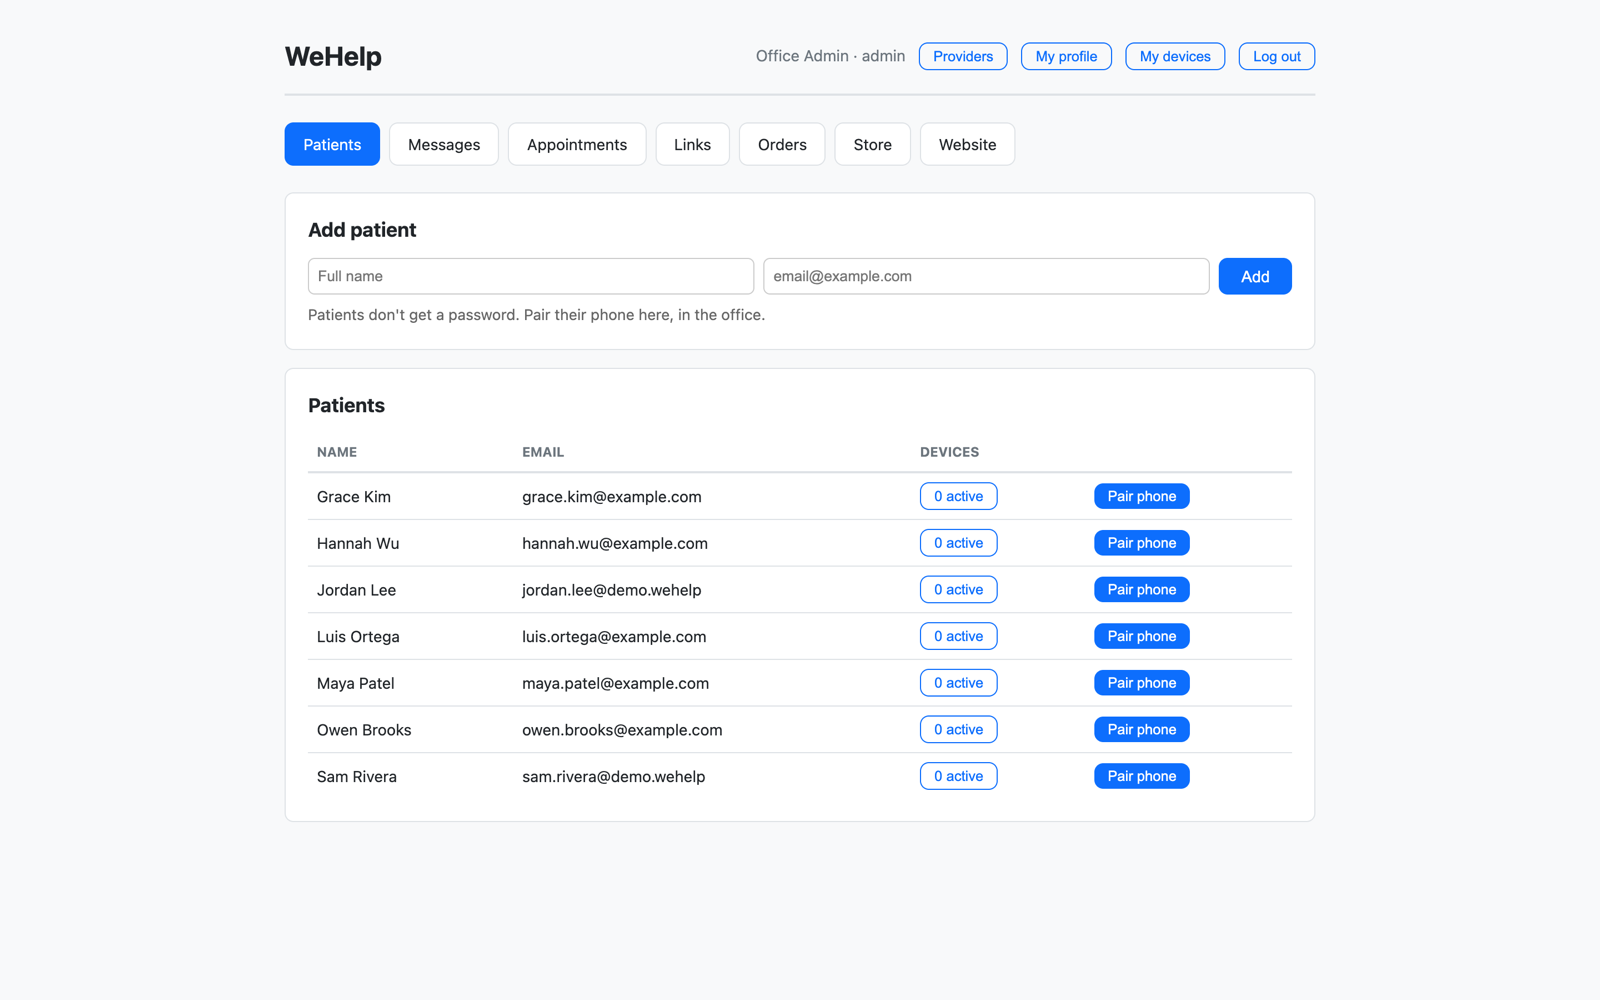 WeHelp
Office Admin · admin
Providers
My profile
My devices
Log out
Patients
Messages
Appointments
Links
Orders
Store
Website
Add patient
Full name
email@example.com
Add
Patients don't get a password. Pair their phone here, in the office.
Patients
NAME EMAIL DEVICES
Grace Kim grace.kim@example.com 0 active Pair phone
Hannah Wu hannah.wu@example.com 0 active Pair phone
Jordan Lee jordan.lee@demo.wehelp 0 active Pair phone
Luis Ortega luis.ortega@example.com 0 active Pair phone
Maya Patel maya.patel@example.com 0 active Pair phone
Owen Brooks owen.brooks@example.com 0 active Pair phone
Sam Rivera sam.rivera@demo.wehelp 0 active Pair phone